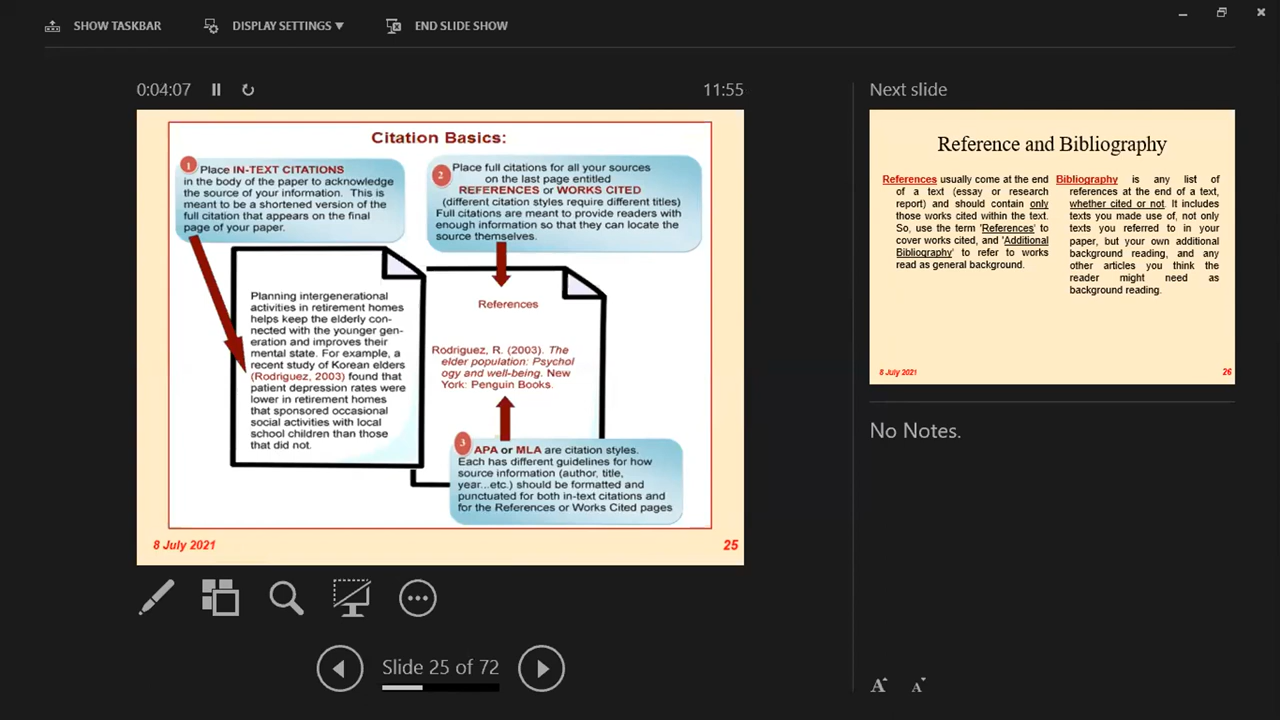 SHOW TASKBAR
DISPLAY SETTINGS ▼
END SLIDE SHOW
0:04:07
11:55
Citation Basics:
1
Place IN-TEXT CITATIONS
in the body of the paper to acknowledge
the source of your information. This is
meant to be a shortened version of the
full citation that appears on the final
page of your paper.
2
Place full citations for all your sources
on the last page entitled
REFERENCES or WORKS CITED
(different citation styles require different titles)
Full citations are meant to provide readers with
enough information so that they can locate the
source themselves.
Planning intergenerational
activities in retirement homes
helps keep the elderly con-
nected with the younger gen-
eration and improves their
mental state. For example, a
recent study of Korean elders
(Rodriguez, 2003) found that
patient depression rates were
lower in retirement homes
that sponsored occasional
social activities with local
school children than those
that did not.
References
Rodriguez, R. (2003). The
elder population: Psychol
ogy and well-being. New
York: Penguin Books.
3
APA or MLA are citation styles.
Each has different guidelines for how
source information (author, title,
year...etc.) should be formatted and
punctuated for both in-text citations and
for the References or Works Cited pages
8 July 2021
25
Slide 25 of 72
Next slide
Reference and Bibliography
References usually come at the end
of a text (essay or research
report) and should contain only
those works cited within the text.
So, use the term 'References' to
cover works cited, and 'Additional
Bibliography' to refer to works
read as general background.
Bibliography is any list of
references at the end of a text,
whether cited or not. It includes
texts you made use of, not only
texts you referred to in your
paper, but your own additional
background reading, and any
other articles you think the
reader might need as
background reading.
8 July 2021
26
No Notes.
A A